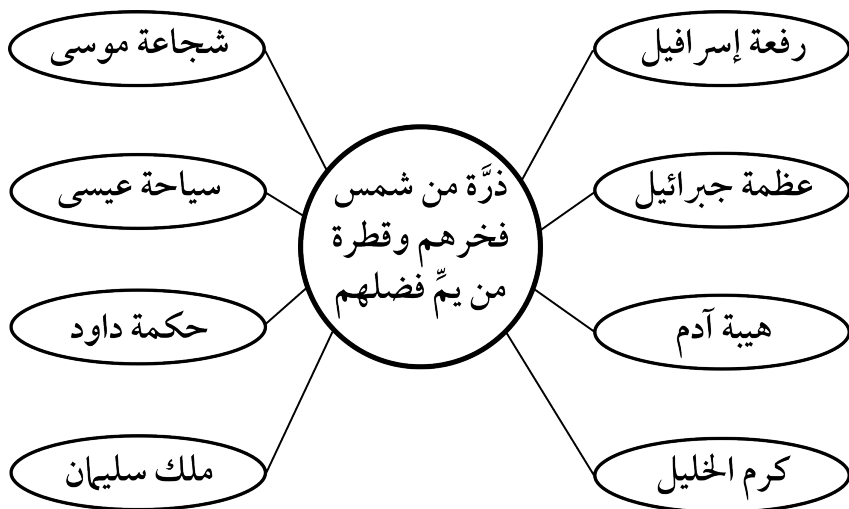 رفعة إسرافيل
شجاعة موسى
عظمة جبرائيل
ذرَّة من شمس
فخرهم وقطرة
من يمِّ فضلهم
سياحة عيسى
هيبة آدم
حكمة داود
كرم الخليل
ملك سليمان